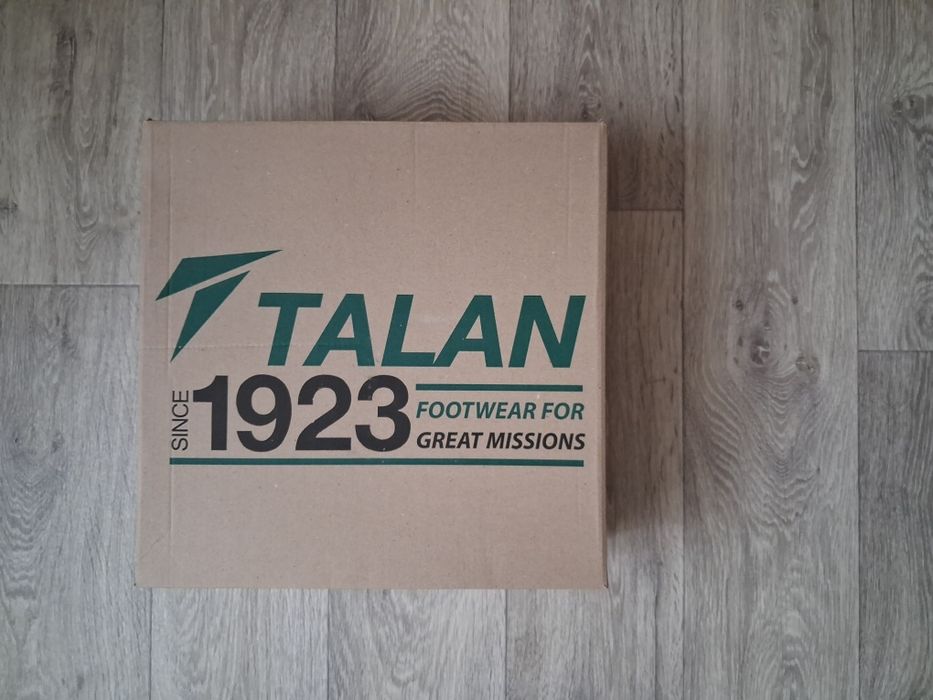 TALAN
SINCE 1923
FOOTWEAR FOR
GREAT MISSIONS